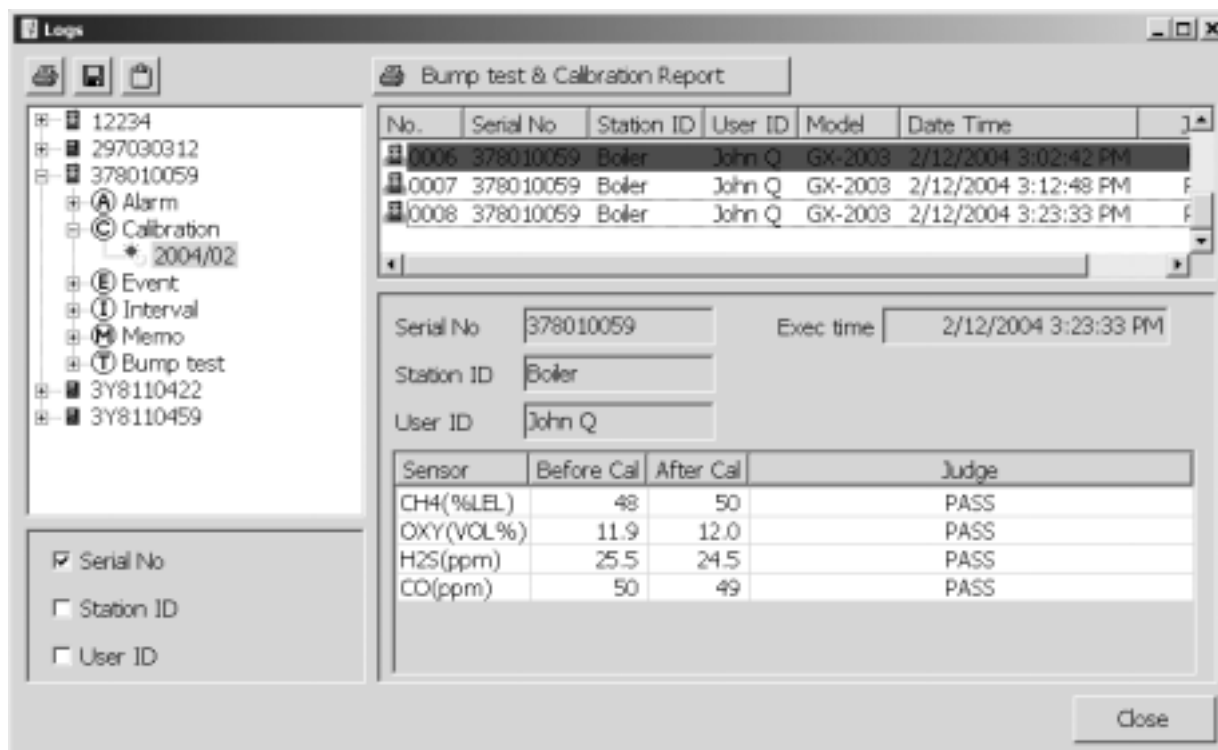 Logs
Bump test & Calibration Report
12234
297030312
378010059
A Alarm
C Calibration
2004/02
E Event
I Interval
M Memo
T Bump test
3Y8110422
3Y8110459
Serial No
Station ID
User ID
No. Serial No Station ID User ID Model Date Time
0006 378010059 Boiler John Q GX-2003 2/12/2004 3:02:42 PM
0007 378010059 Boiler John Q GX-2003 2/12/2004 3:12:48 PM
0008 378010059 Boiler John Q GX-2003 2/12/2004 3:23:33 PM
Serial No 378010059 Exec time 2/12/2004 3:23:33 PM
Station ID Boiler
User ID John Q
Sensor Before Cal After Cal Judge
CH4(%LEL) 48 50 PASS
OXY(VOL%) 11.9 12.0 PASS
H2S(ppm) 25.5 24.5 PASS
CO(ppm) 50 49 PASS
Close